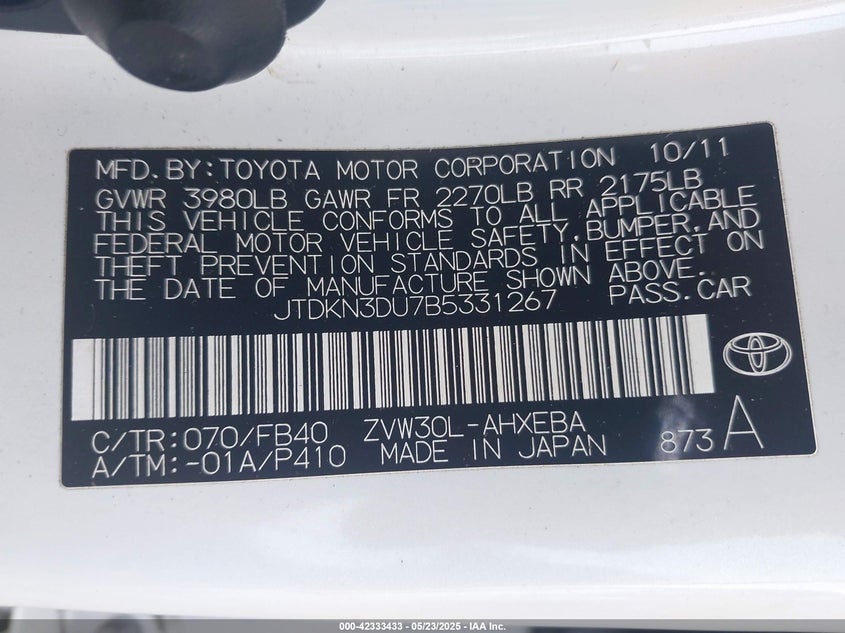 MFD. BY: TOYOTA MOTOR CORPORATION 10/11
GVWR 3980LB GAWR FR 2270LB RR 2175LB
THIS VEHICLE CONFORMS TO ALL APPLICABLE
FEDERAL MOTOR VEHICLE SAFETY, BUMPER, AND
THEFT PREVENTION STANDARDS IN EFFECT ON
THE DATE OF MANUFACTURE SHOWN ABOVE.
JTDKN3DU7B5331267 PASS. CAR
C/TR: 070/FB40 ZVW30L-AHXEBA
A/TM: -01A/P410 MADE IN JAPAN 873 A
000-42333433 - 05/23/2025 - IAA Inc.